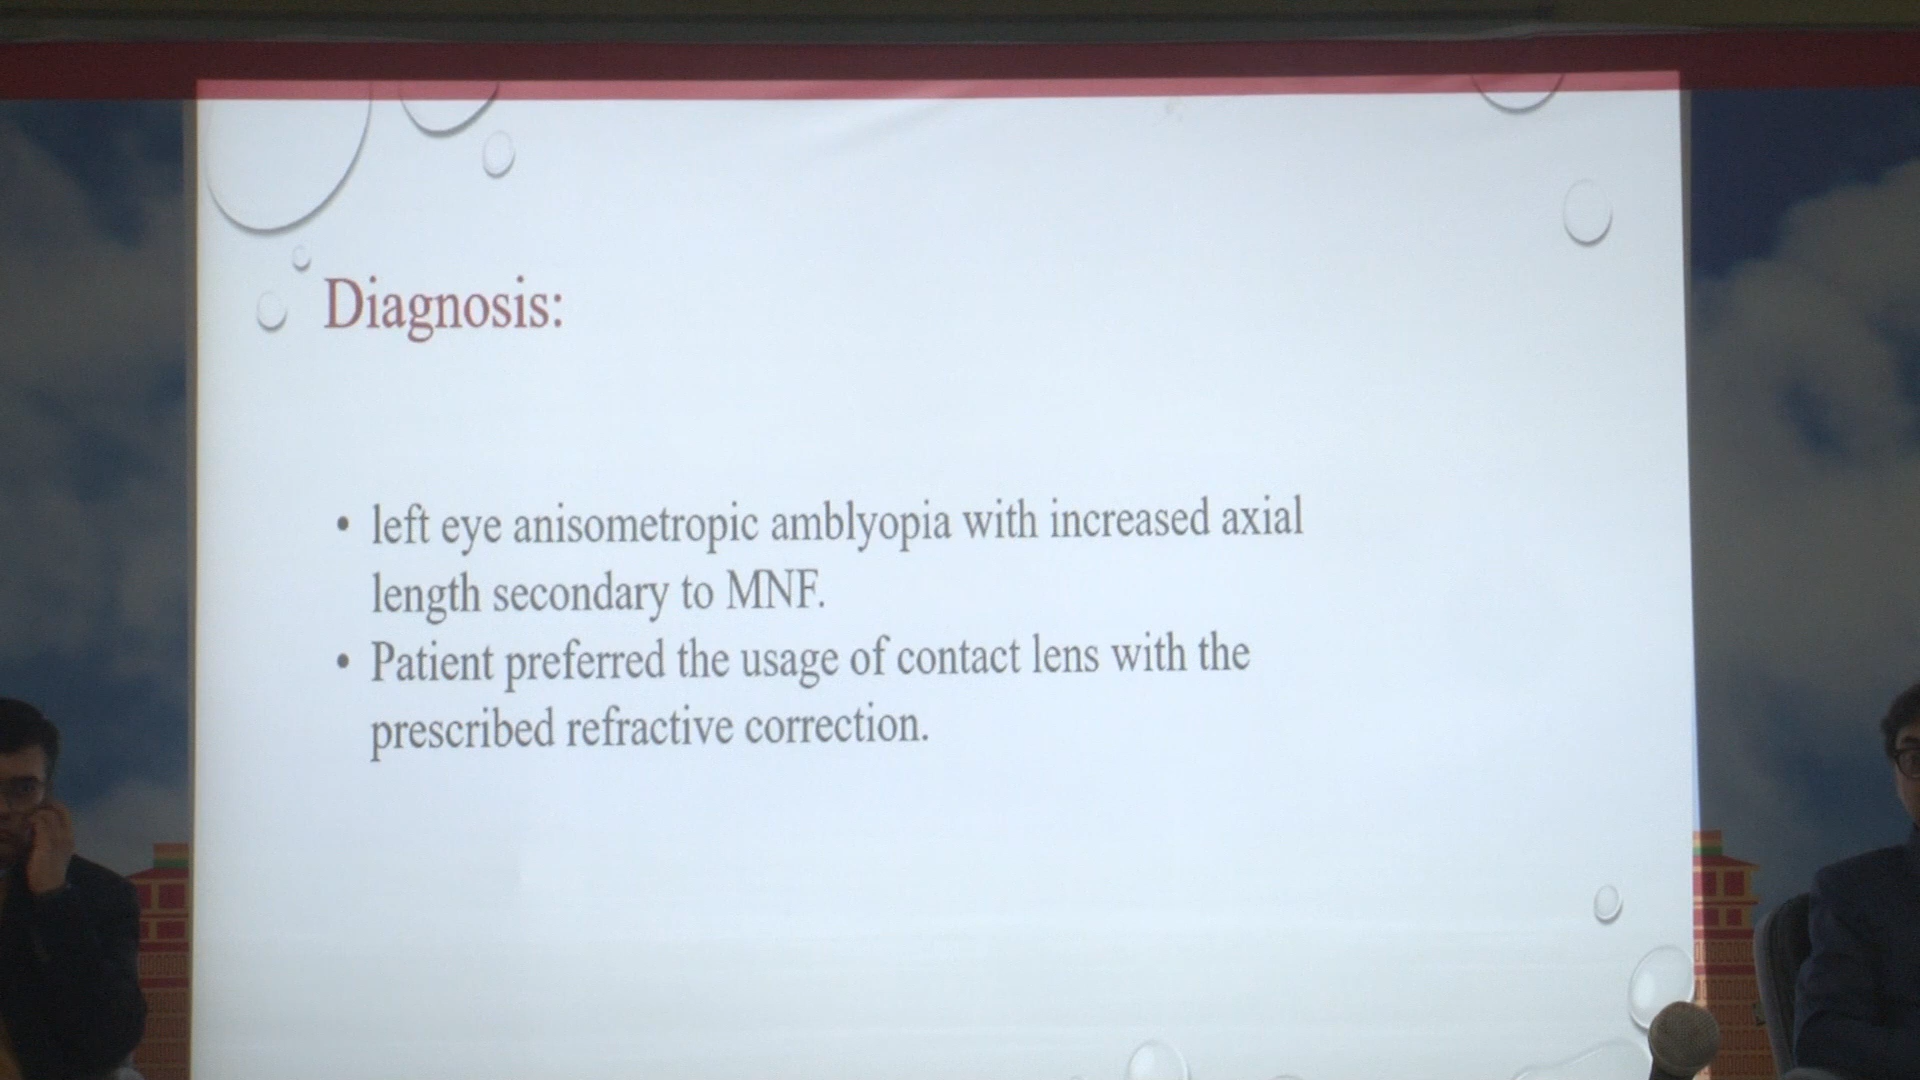 Diagnosis:
• left eye anisometropic amblyopia with increased axial
length secondary to MNF.
• Patient preferred the usage of contact lens with the
prescribed refractive correction.